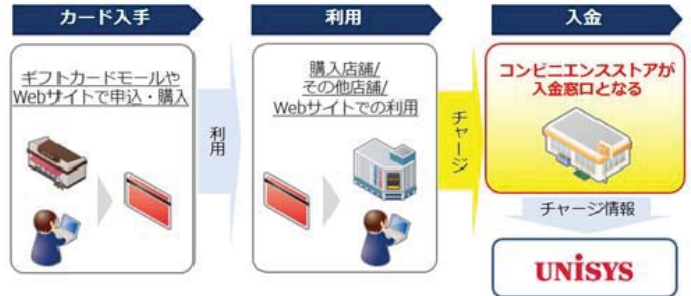 カード入手
利用
入金
ギフトカードモールや
Webサイトで申込・購入
利用
購入店舗/
その他店舗/
Webサイトでの利用
チャージ
コンビニエンスストアが
入金窓口となる
チャージ情報
UNISYS